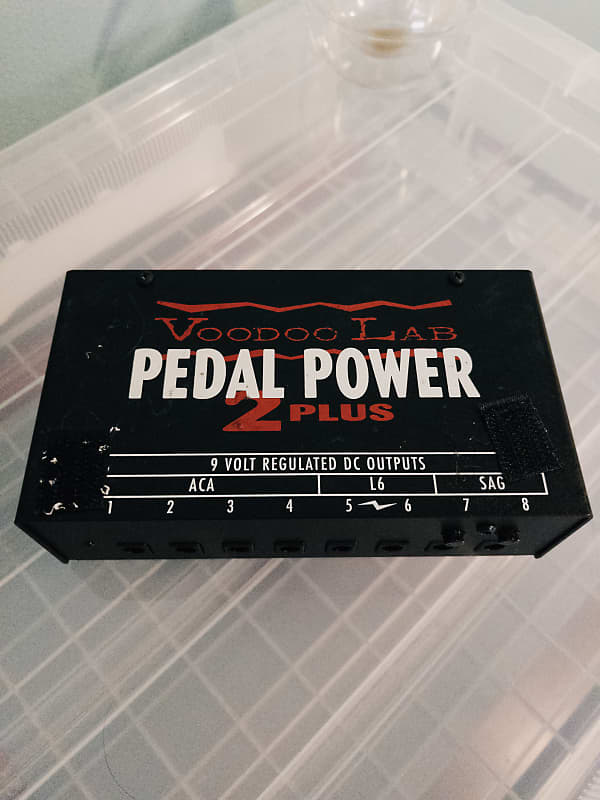 VOODOO LAB
PEDAL POWER
2 PLUS
9 VOLT REGULATED DC OUTPUTS
ACA L6 SAG
1 2 3 4 5 6 7 8